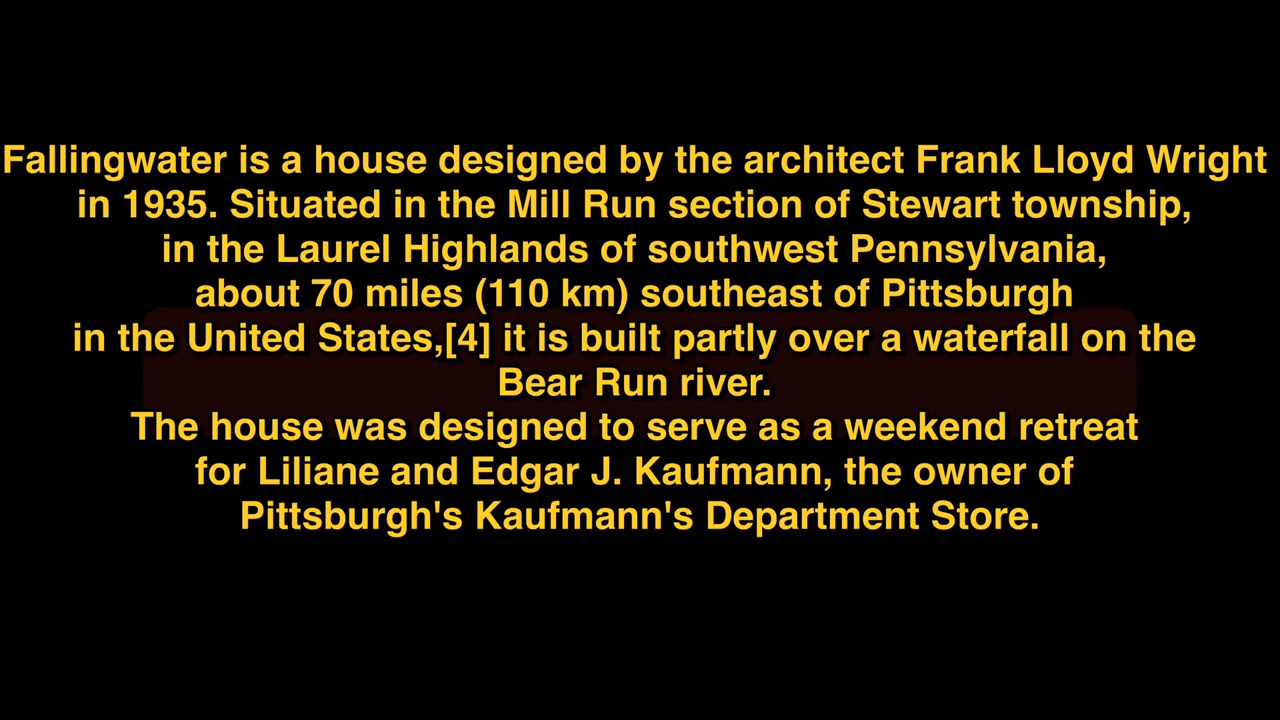 Fallingwater is a house designed by the architect Frank Lloyd Wright
in 1935. Situated in the Mill Run section of Stewart township,
in the Laurel Highlands of southwest Pennsylvania,
about 70 miles (110 km) southeast of Pittsburgh
in the United States,[4] it is built partly over a waterfall on the
Bear Run river.
The house was designed to serve as a weekend retreat
for Liliane and Edgar J. Kaufmann, the owner of
Pittsburgh's Kaufmann's Department Store.